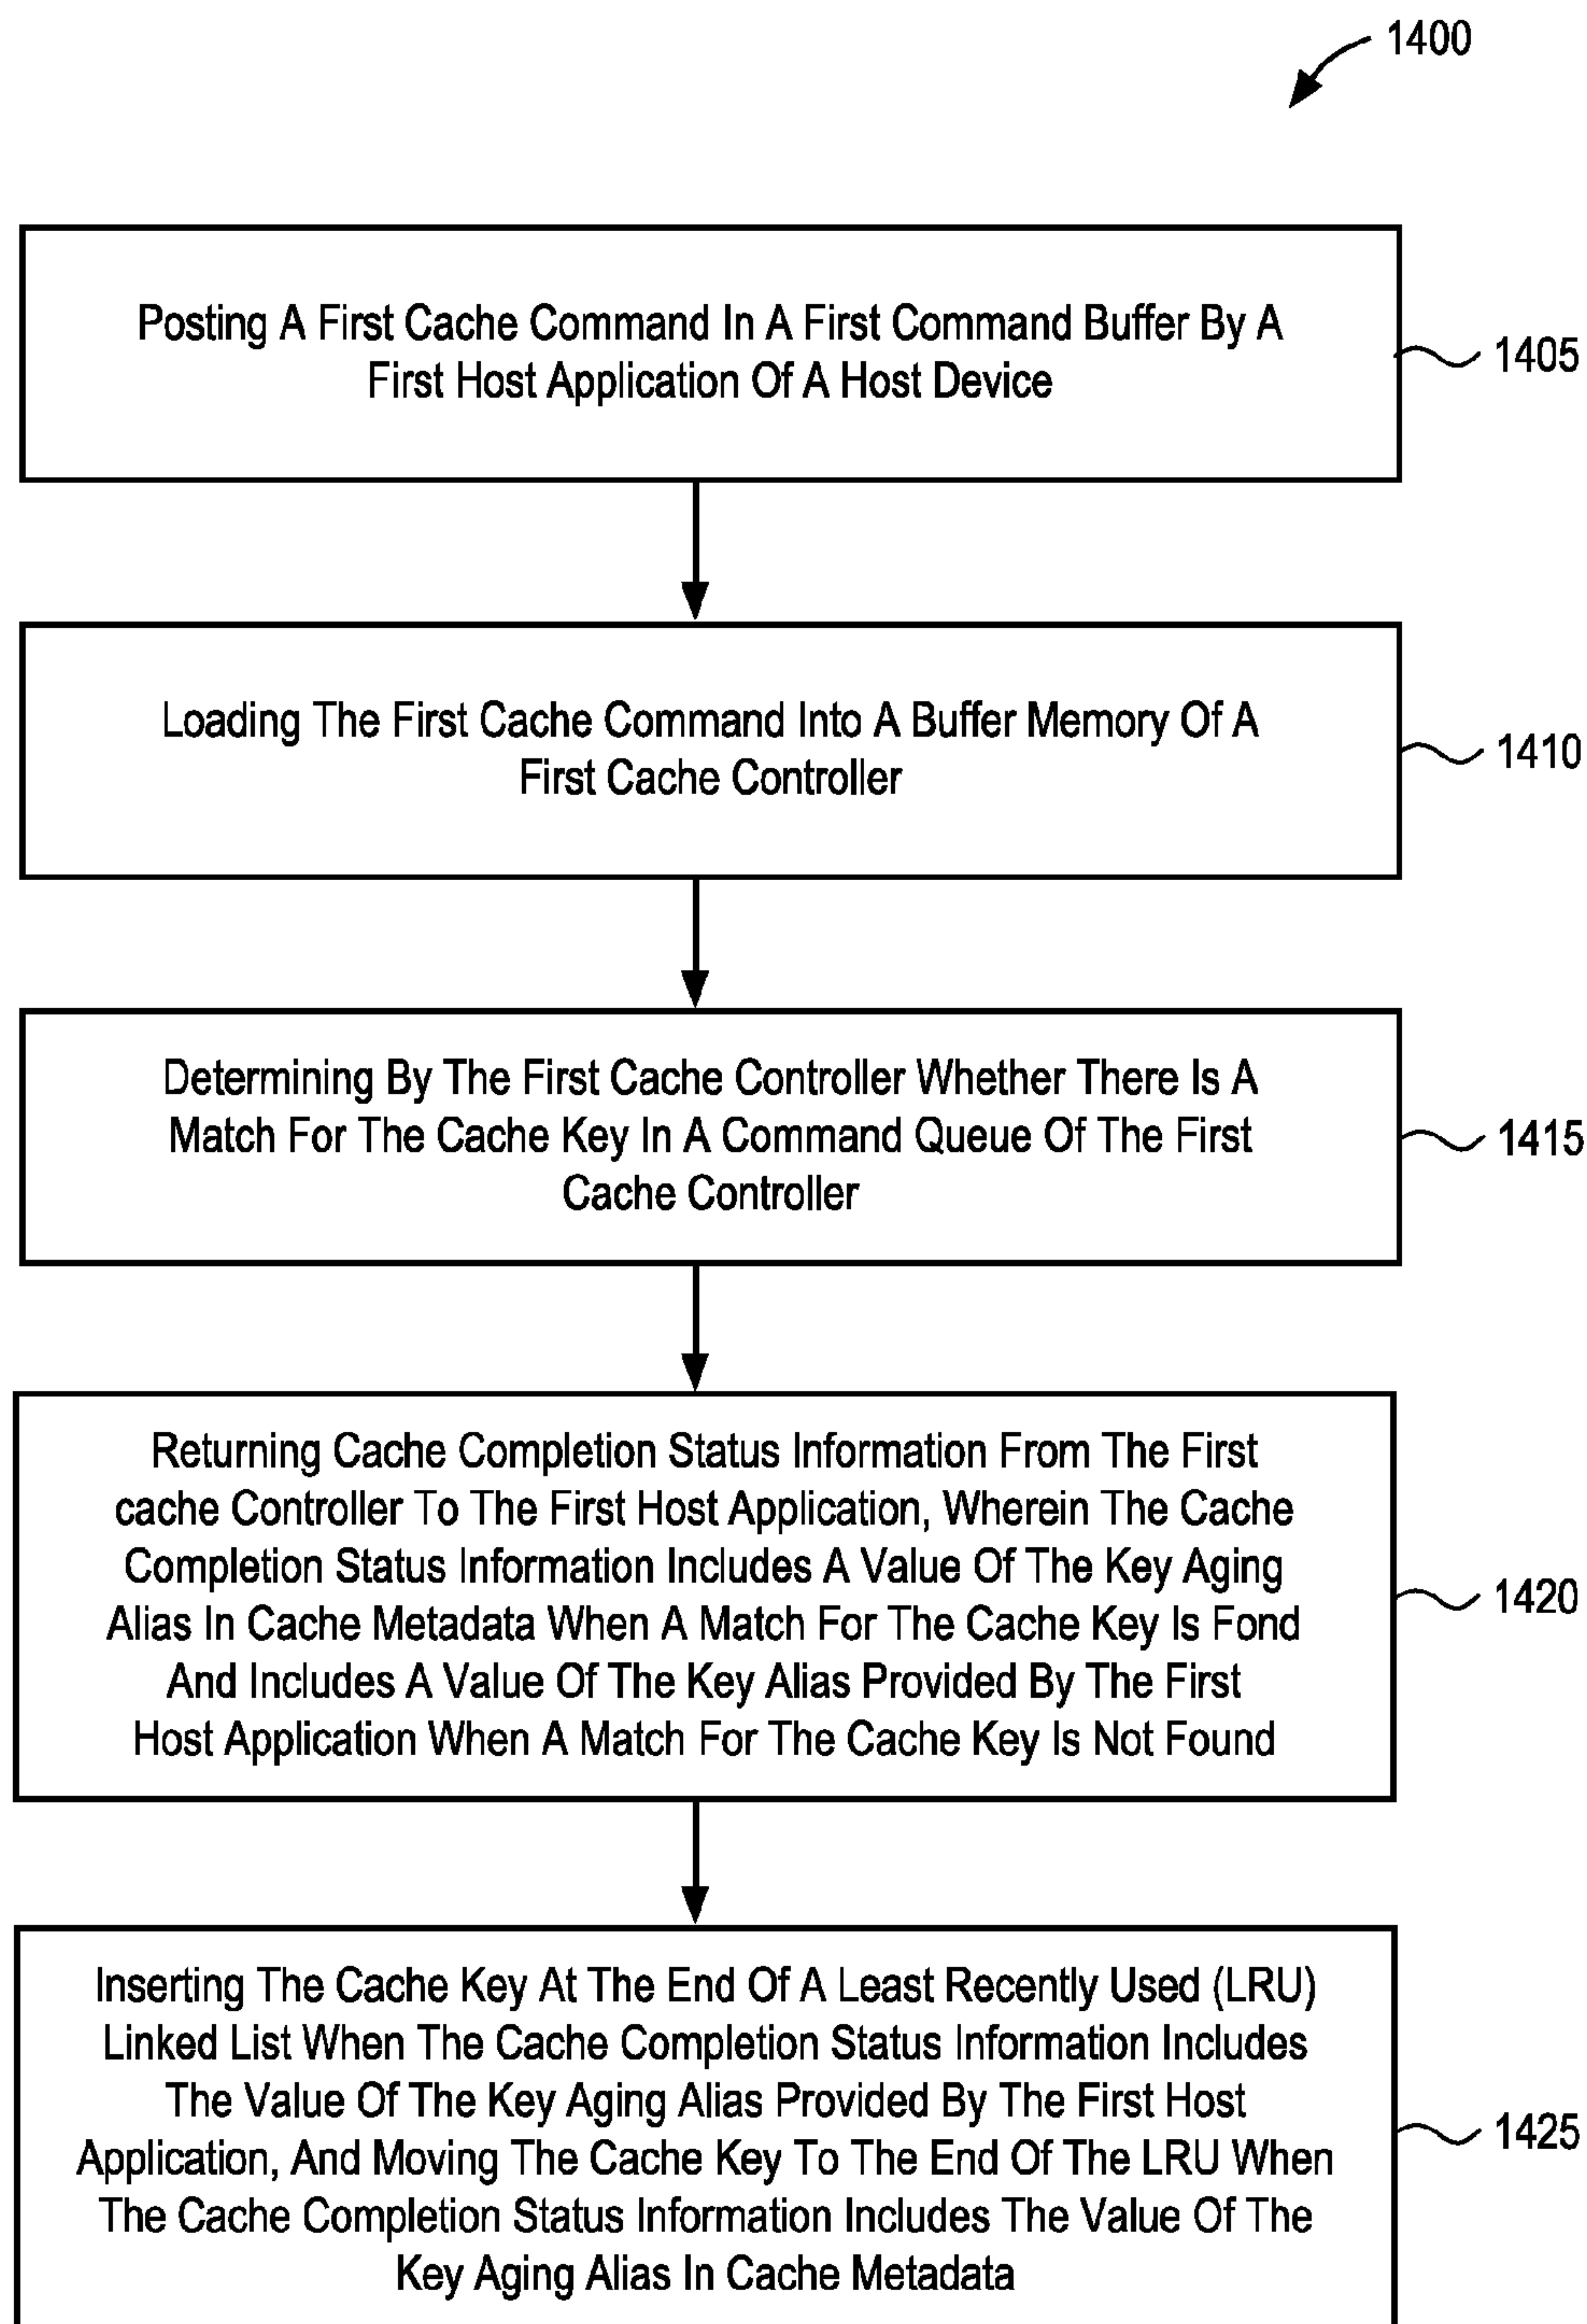 1400
Posting A First Cache Command In A First Command Buffer By A
First Host Application Of A Host Device
1405
Loading The First Cache Command Into A Buffer Memory Of A
First Cache Controller
1410
Determining By The First Cache Controller Whether There Is A
Match For The Cache Key In A Command Queue Of The First
Cache Controller
1415
Returning Cache Completion Status Information From The First
cache Controller To The First Host Application, Wherein The Cache
Completion Status Information Includes A Value Of The Key Aging
Alias In Cache Metadata When A Match For The Cache Key Is Fond
And Includes A Value Of The Key Alias Provided By The First
Host Application When A Match For The Cache Key Is Not Found
1420
Inserting The Cache Key At The End Of A Least Recently Used (LRU)
Linked List When The Cache Completion Status Information Includes
The Value Of The Key Aging Alias Provided By The First Host
Application, And Moving The Cache Key To The End Of The LRU When
The Cache Completion Status Information Includes The Value Of The
Key Aging Alias In Cache Metadata
1425